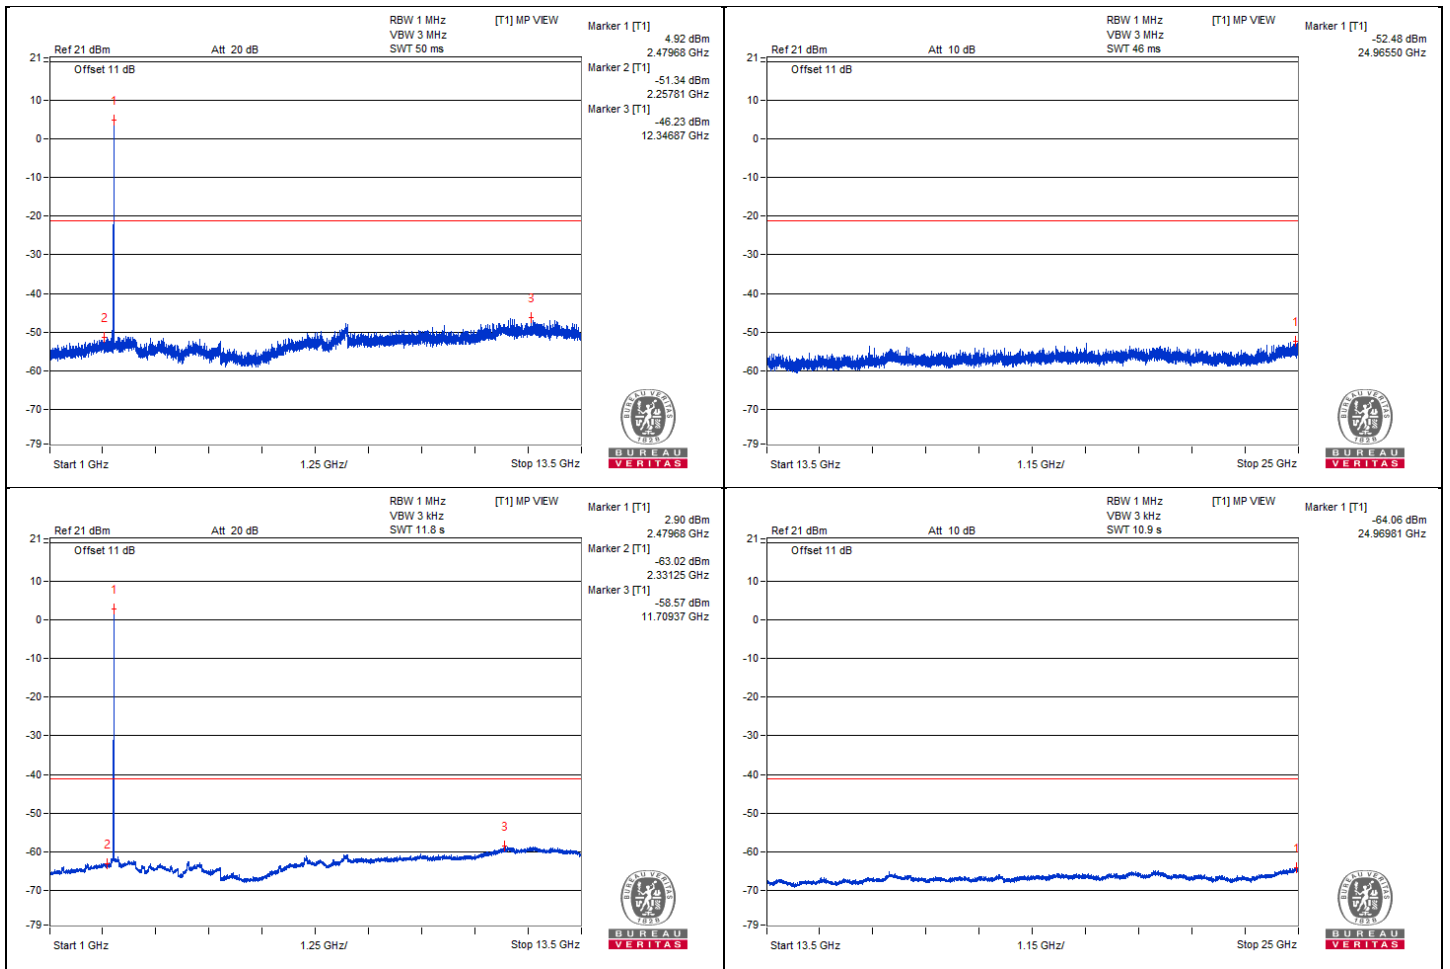 RBW 1 MHz [T1] MP VIEW
VBW 3 MHz
Ref 21 dBm Att 20 dB SWT 50 ms
Marker 1 [T1]
4.92 dBm
2.47968 GHz
Marker 2 [T1]
-51.34 dBm
2.25781 GHz
Marker 3 [T1]
-46.23 dBm
12.34687 GHz
21
Offset 11 dB
10
1
0
-10
-20
-30
-40
3
2
-50
-60
-70
-79
Start 1 GHz 1.25 GHz/ Stop 13.5 GHz
BUREAU VERITAS
1828
BUREAU
VERITAS
RBW 1 MHz [T1] MP VIEW
VBW 3 MHz
Ref 21 dBm Att 10 dB SWT 46 ms
Marker 1 [T1]
-52.48 dBm
24.96550 GHz
21
Offset 11 dB
10
0
-10
-20
-30
-40
1
-50
-60
-70
-79
Start 13.5 GHz 1.15 GHz/ Stop 25 GHz
BUREAU VERITAS
1828
BUREAU
VERITAS
RBW 1 MHz [T1] MP VIEW
VBW 3 kHz
Ref 21 dBm Att 20 dB SWT 11.8 s
Marker 1 [T1]
2.90 dBm
2.47968 GHz
Marker 2 [T1]
-63.02 dBm
2.33125 GHz
Marker 3 [T1]
-58.57 dBm
11.70937 GHz
21
Offset 11 dB
10
1
0
-10
-20
-30
-40
-50
3
2
-60
-70
-79
Start 1 GHz 1.25 GHz/ Stop 13.5 GHz
BUREAU VERITAS
1828
BUREAU
VERITAS
RBW 1 MHz [T1] MP VIEW
VBW 3 kHz
Ref 21 dBm Att 10 dB SWT 10.9 s
Marker 1 [T1]
-64.06 dBm
24.96981 GHz
21
Offset 11 dB
10
0
-10
-20
-30
-40
-50
1
-60
-70
-79
Start 13.5 GHz 1.15 GHz/ Stop 25 GHz
BUREAU VERITAS
1828
BUREAU
VERITAS